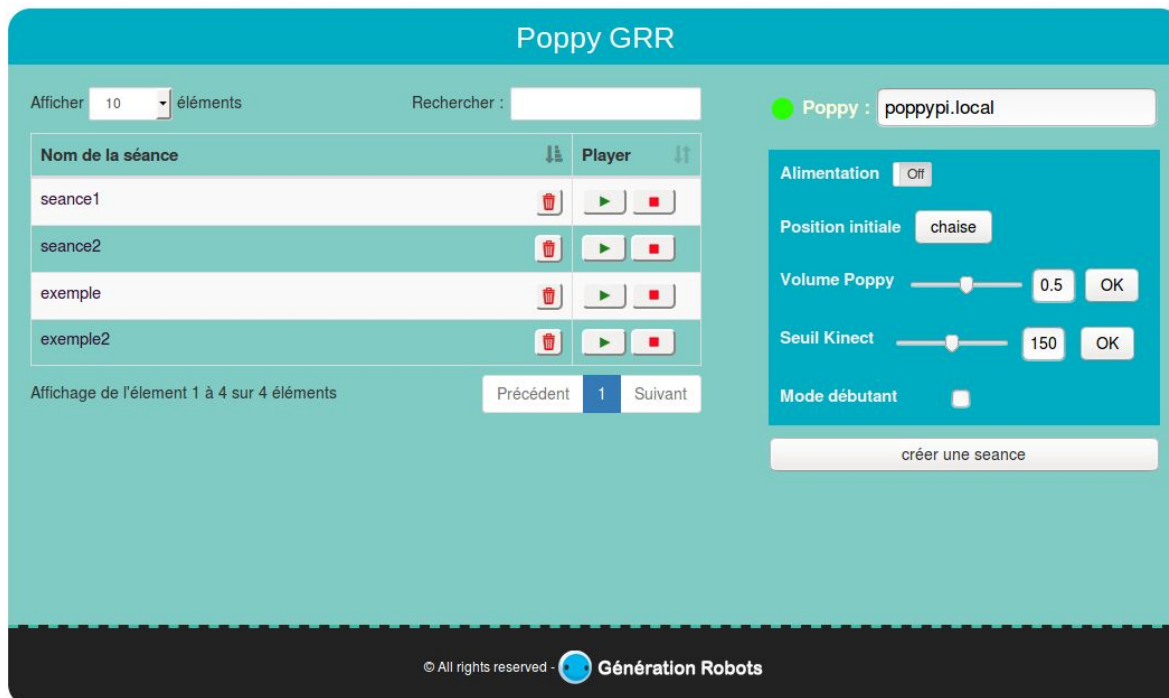 Poppy GRR
Afficher 10 éléments
Rechercher :
Nom de la séance
Player
seance1
seance2
exemple
exemple2
Affichage de l'élement 1 à 4 sur 4 éléments
Précédent 1 Suivant
Poppy : poppypi.local
Alimentation Off
Position initiale chaise
Volume Poppy 0.5 OK
Seuil Kinect 150 OK
Mode débutant
créer une seance
© All rights reserved - Génération Robots